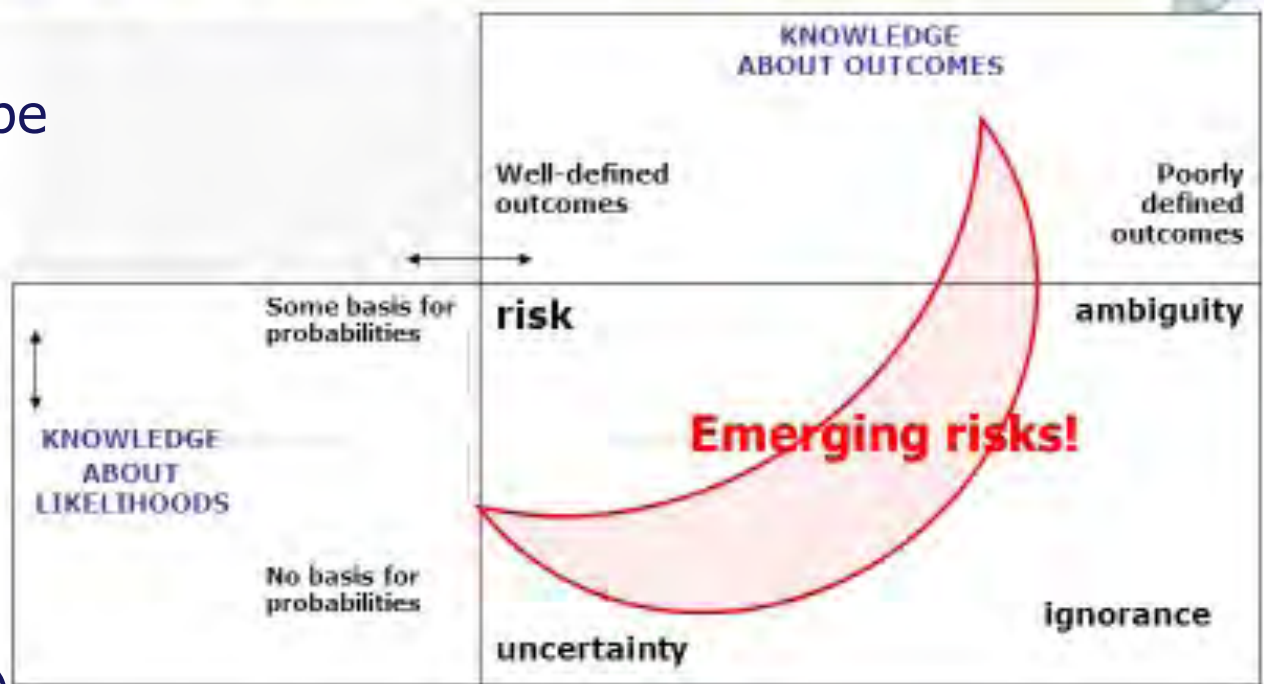 KNOWLEDGE
ABOUT OUTCOMES
Well-defined
outcomes
Poorly
defined
outcomes
Some basis for
probabilities
risk
ambiguity
KNOWLEDGE
ABOUT
LIKELIHOODS
Emerging risks!
No basis for
probabilities
uncertainty
ignorance